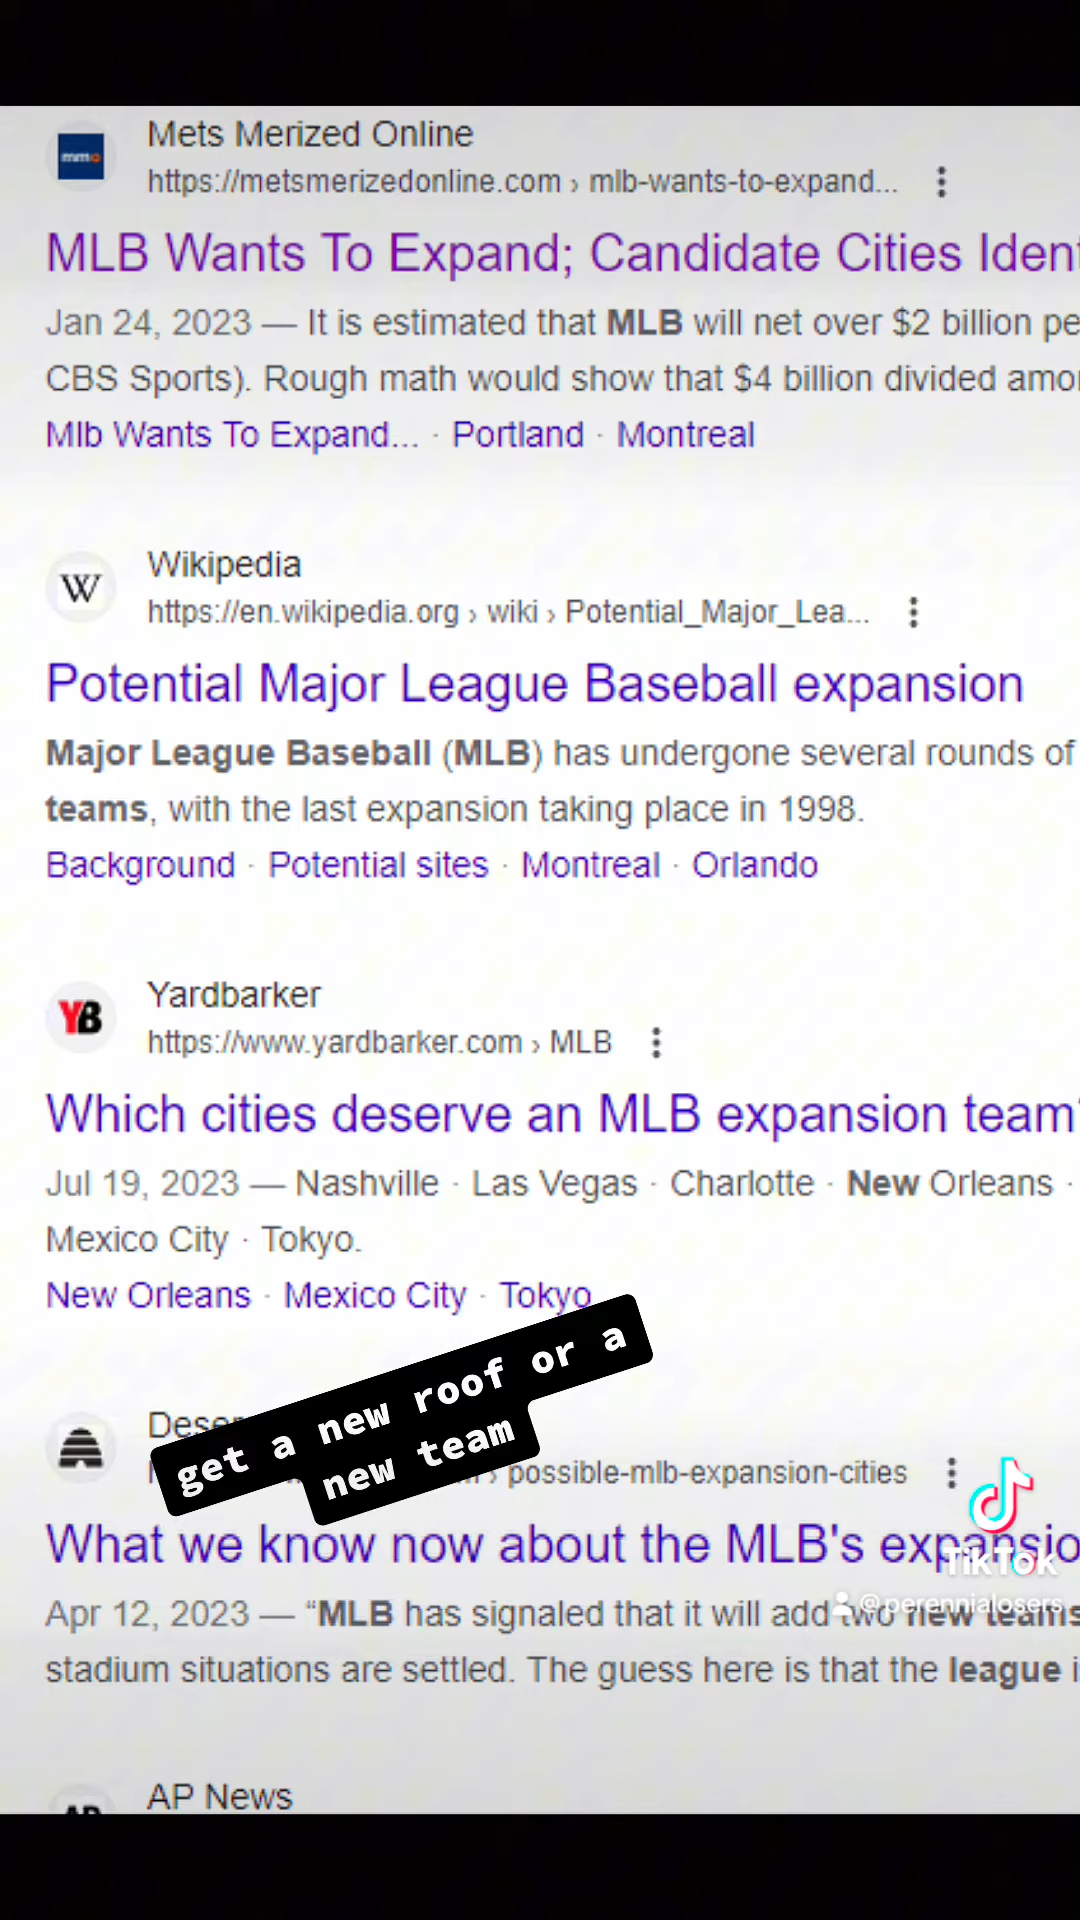 mmo
Mets Merized Online
https://metsmerizedonline.com › mlb-wants-to-expand...
MLB Wants To Expand; Candidate Cities Ident
Jan 24, 2023 — It is estimated that MLB will net over $2 billion pe
CBS Sports). Rough math would show that $4 billion divided amo
Mlb Wants To Expand... · Portland · Montreal
W
Wikipedia
https://en.wikipedia.org › wiki › Potential_Major_Lea...
Potential Major League Baseball expansion
Major League Baseball (MLB) has undergone several rounds of
teams, with the last expansion taking place in 1998.
Background · Potential sites · Montreal · Orlando
YB
Yardbarker
https://www.yardbarker.com › MLB
Which cities deserve an MLB expansion team?
Jul 19, 2023 — Nashville · Las Vegas · Charlotte · New Orleans ·
Mexico City · Tokyo.
New Orleans · Mexico City · Tokyo
get a new roof or a
new team
› possible-mlb-expansion-cities
What we know now about the MLB's expansio
Apr 12, 2023 — “MLB has signaled that it will add two new teams
stadium situations are settled. The guess here is that the league i
TikTok
@perennialosers
AP News